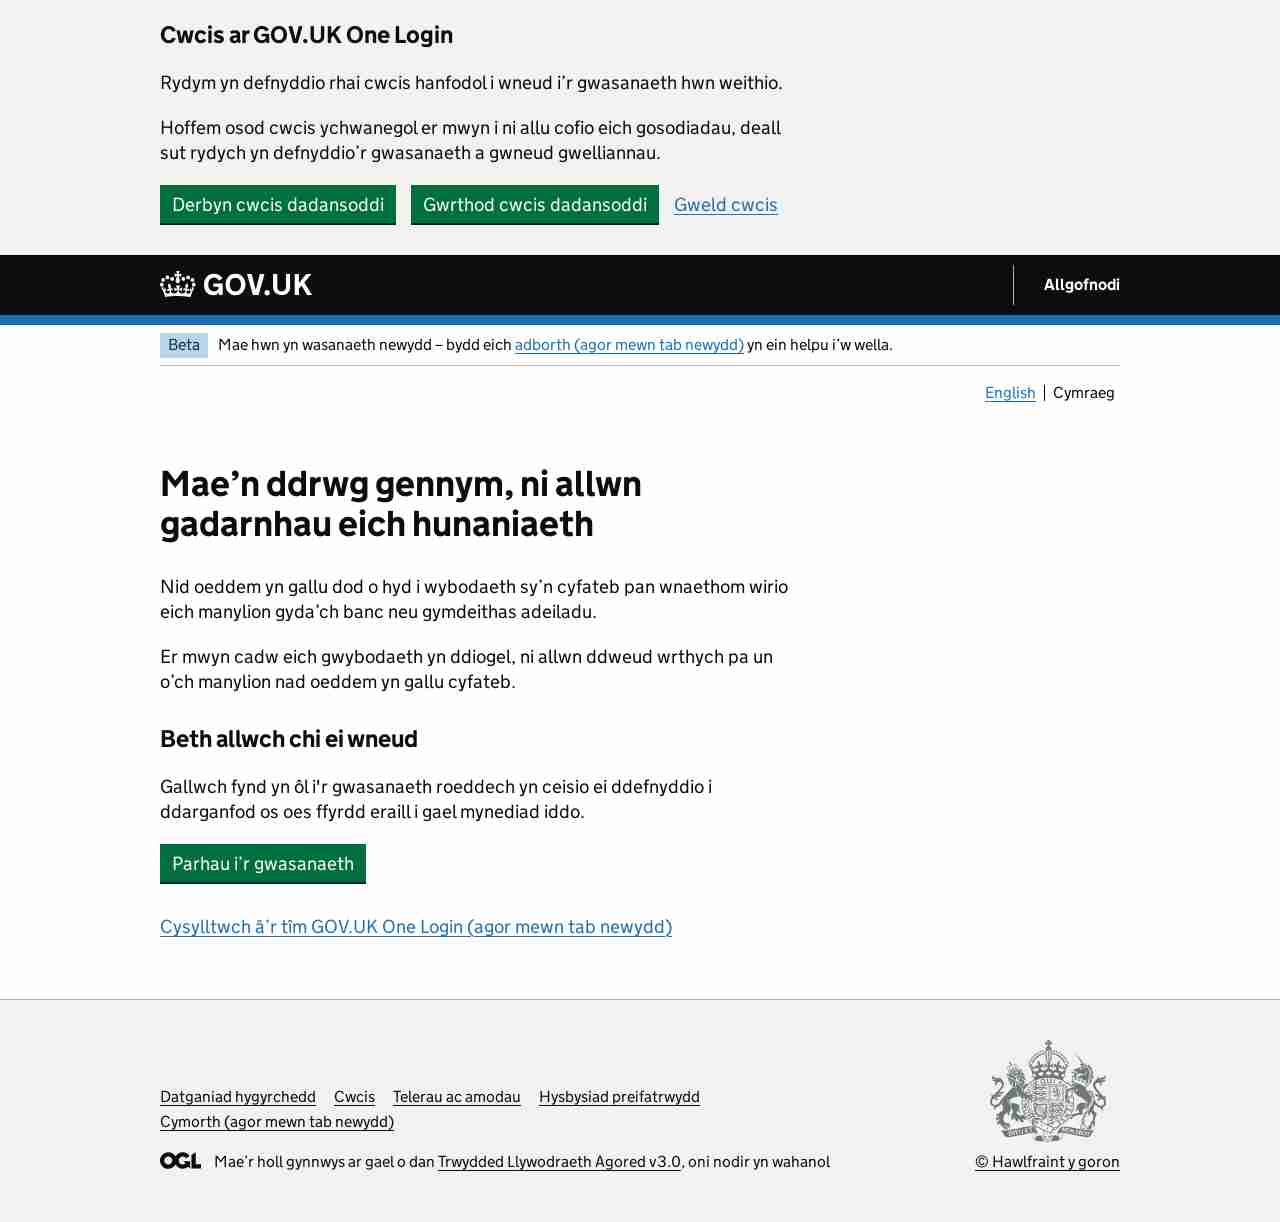 Cwcis ar GOV.UK One Login
Rydym yn defnyddio rhai cwcis hanfodol i wneud i’r gwasanaeth hwn weithio.
Hoffem osod cwcis ychwanegol er mwyn i ni allu cofio eich gosodiadau, deall
sut rydych yn defnyddio’r gwasanaeth a gwneud gwelliannau.
Derbyn cwcis dadansoddi Gwrthod cwcis dadansoddi Gweld cwcis
GOV.UK Allgofnodi
Beta Mae hwn yn wasanaeth newydd – bydd eich adborth (agor mewn tab newydd) yn ein helpu i’w wella.
English Cymraeg
Mae’n ddrwg gennym, ni allwn
gadarnhau eich hunaniaeth
Nid oeddem yn gallu dod o hyd i wybodaeth sy’n cyfateb pan wnaethom wirio
eich manylion gyda’ch banc neu gymdeithas adeiladu.
Er mwyn cadw eich gwybodaeth yn ddiogel, ni allwn ddweud wrthych pa un
o’ch manylion nad oeddem yn gallu cyfateb.
Beth allwch chi ei wneud
Gallwch fynd yn ôl i'r gwasanaeth roeddech yn ceisio ei ddefnyddio i
ddarganfod os oes ffyrdd eraill i gael mynediad iddo.
Parhau i’r gwasanaeth
Cysylltwch â’r tîm GOV.UK One Login (agor mewn tab newydd)
Datganiad hygyrchedd Cwcis Telerau ac amodau Hysbysiad preifatrwydd
Cymorth (agor mewn tab newydd)
OGL Mae’r holl gynnwys ar gael o dan Trwydded Llywodraeth Agored v3.0, oni nodir yn wahanol
© Hawlfraint y goron